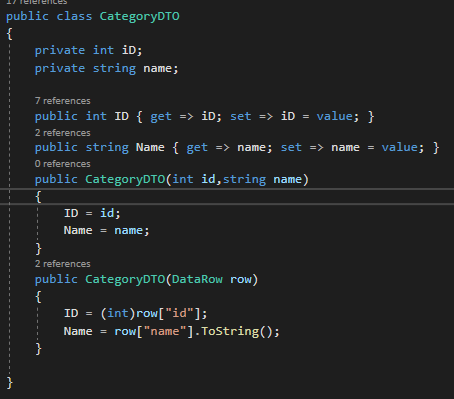 17 references
public class CategoryDTO
{
private int iD;
private string name;
7 references
public int ID { get => iD; set => iD = value; }
2 references
public string Name { get => name; set => name = value; }
0 references
public CategoryDTO(int id,string name)
{
ID = id;
Name = name;
}
2 references
public CategoryDTO(DataRow row)
{
ID = (int)row["id"];
Name = row["name"].ToString();
}
}